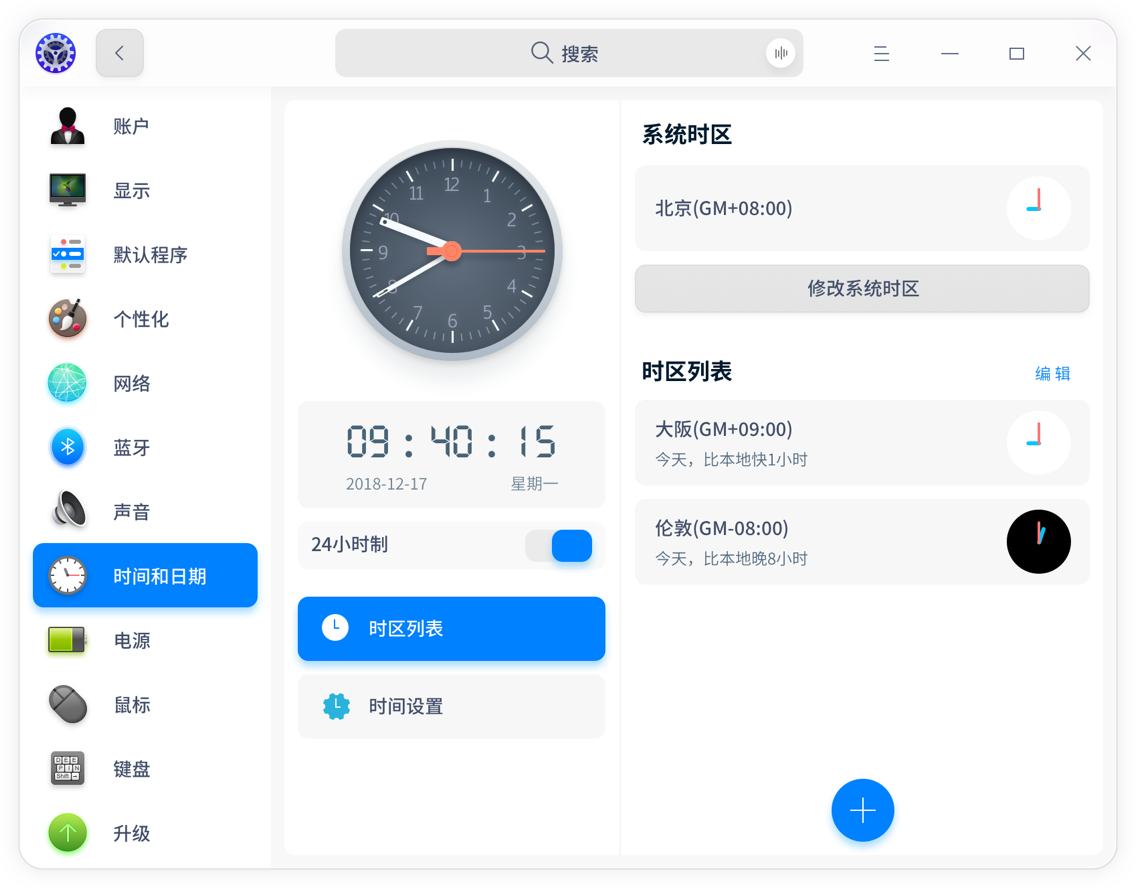 搜索
账户
显示
默认程序
个性化
网络
蓝牙
声音
时间和日期
电源
鼠标
键盘
升级
12
1
2
3
4
5
6
7
8
9
10
11
09:40:15
2018-12-17
星期一
24小时制
时区列表
时间设置
系统时区
北京(GM+08:00)
修改系统时区
时区列表
编辑
大阪(GM+09:00)
今天，比本地快1小时
伦敦(GM-08:00)
今天，比本地晚8小时
DEE
PIN
Shift